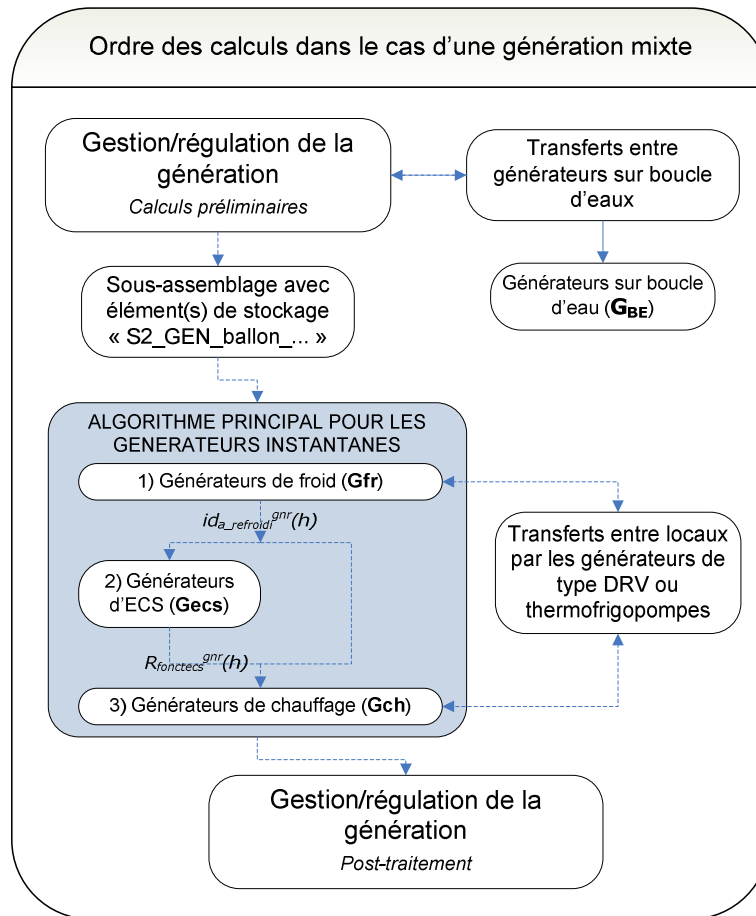 Ordre des calculs dans le cas d'une génération mixte
Gestion/régulation de la
génération
Calculs préliminaires
Transferts entre
générateurs sur boucle
d'eaux
Sous-assemblage avec
élément(s) de stockage
« S2_GEN_ballon_... »
Générateurs sur boucle
d'eau (GBE)
ALGORITHME PRINCIPAL POUR LES
GENERATEURS INSTANTANES
1) Générateurs de froid (Gfr)
id a_refroidi gnr(h)
2) Générateurs
d'ECS (Gecs)
Rfonctecs gnr(h)
3) Générateurs de chauffage (Gch)
Transferts entre locaux
par les générateurs de
type DRV ou
thermofrigopompes
Gestion/régulation de la
génération
Post-traitement